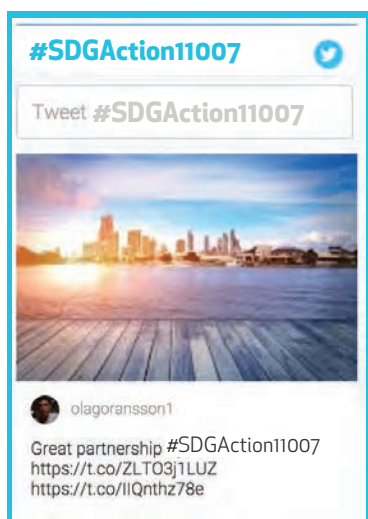 #SDGAction11007
Tweet #SDGAction11007
olagoransson1
Great partnership #SDGAction11007
https://t.co/ZLTO3j1LUZ
https://t.co/IIQnthz78e